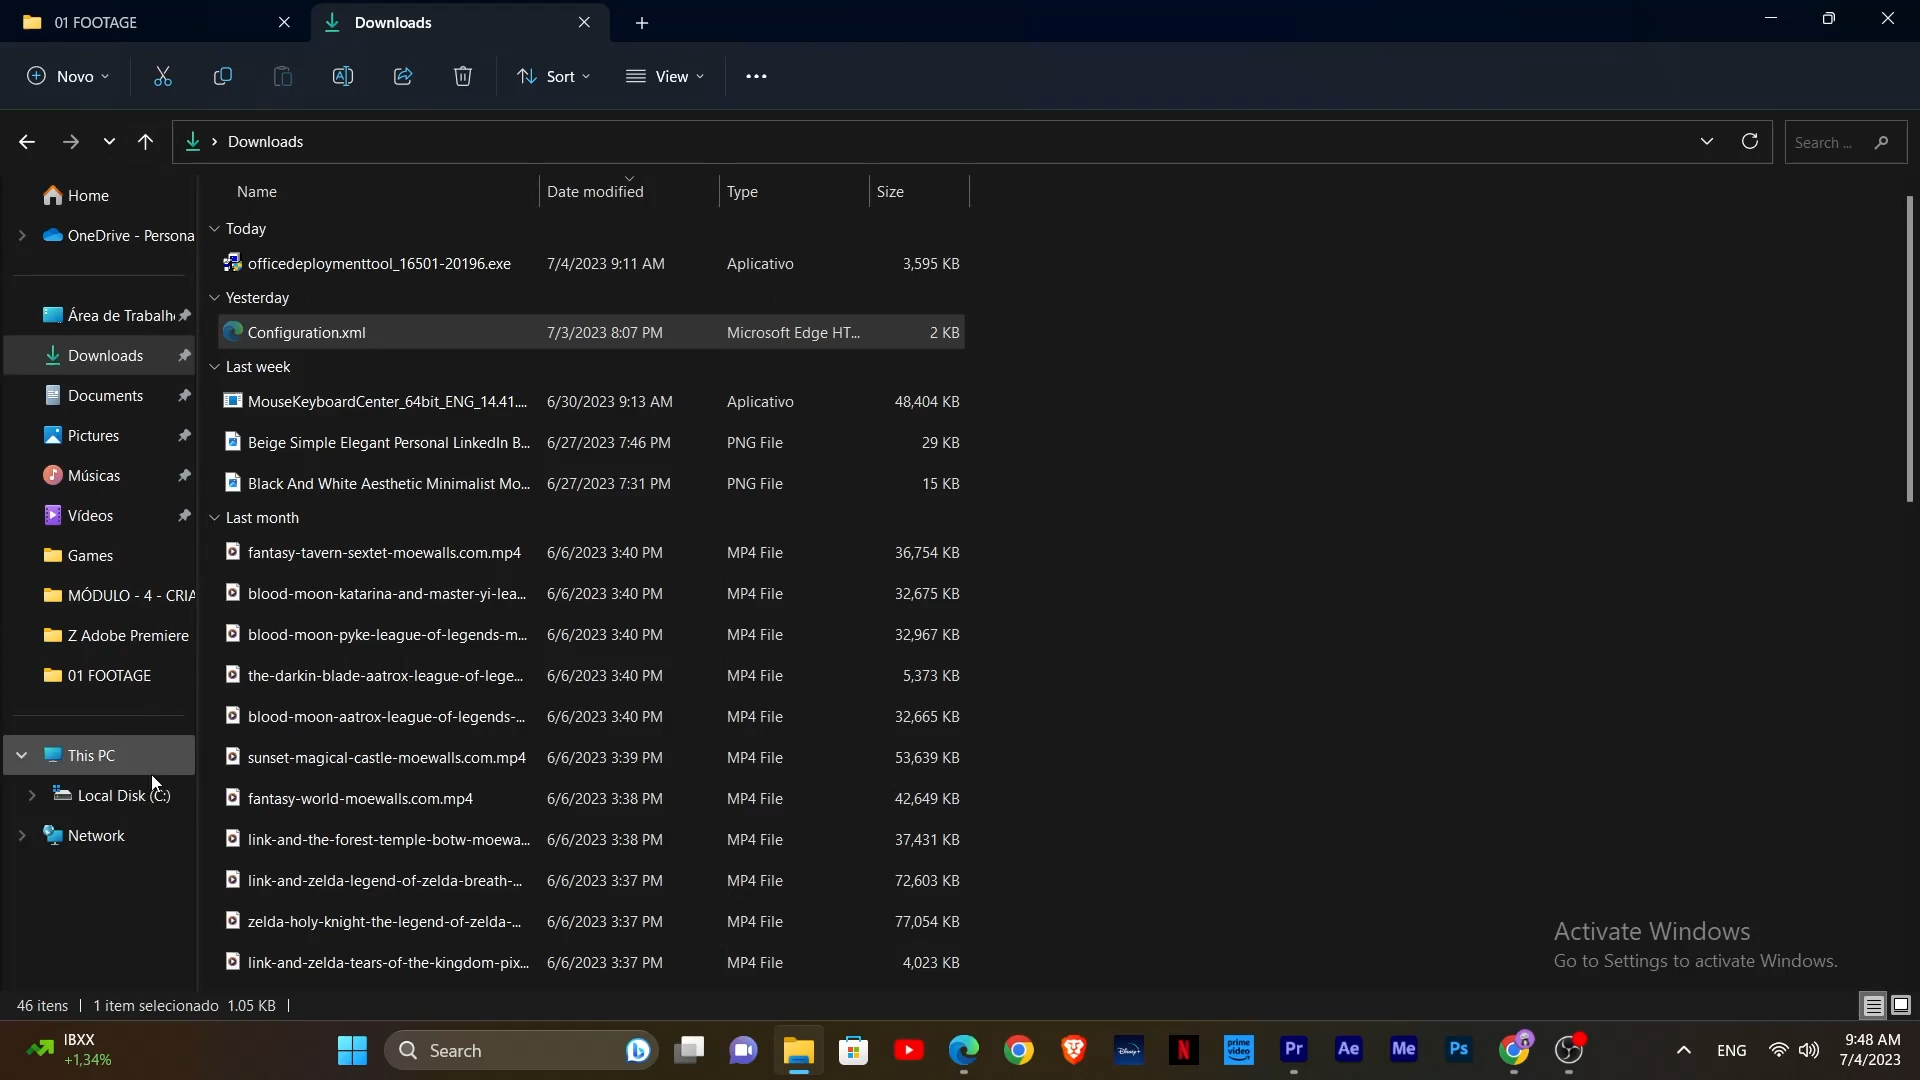 01 FOOTAGE
Downloads
Novo
Sort
View
Downloads
Search ...
Home
OneDrive - Persona
Área de Trabalh
Downloads
Documents
Pictures
Músicas
Vídeos
Games
MÓDULO - 4 - CRIA
Z Adobe Premiere
01 FOOTAGE
This PC
Local Disk (C:)
Network
Name Date modified Type Size
Today
officedeploymenttool_16501-20196.exe 7/4/2023 9:11 AM Aplicativo 3,595 KB
Yesterday
Configuration.xml 7/3/2023 8:07 PM Microsoft Edge HT... 2 KB
Last week
MouseKeyboardCenter_64bit_ENG_14.41.... 6/30/2023 9:13 AM Aplicativo 48,404 KB
Beige Simple Elegant Personal LinkedIn B... 6/27/2023 7:46 PM PNG File 29 KB
Black And White Aesthetic Minimalist Mo... 6/27/2023 7:31 PM PNG File 15 KB
Last month
fantasy-tavern-sextet-moewalls.com.mp4 6/6/2023 3:40 PM MP4 File 36,754 KB
blood-moon-katarina-and-master-yi-lea... 6/6/2023 3:40 PM MP4 File 32,675 KB
blood-moon-pyke-league-of-legends-m... 6/6/2023 3:40 PM MP4 File 32,967 KB
the-darkin-blade-aatrox-league-of-lege... 6/6/2023 3:40 PM MP4 File 5,373 KB
blood-moon-aatrox-league-of-legends-... 6/6/2023 3:40 PM MP4 File 32,665 KB
sunset-magical-castle-moewalls.com.mp4 6/6/2023 3:39 PM MP4 File 53,639 KB
fantasy-world-moewalls.com.mp4 6/6/2023 3:38 PM MP4 File 42,649 KB
link-and-the-forest-temple-botw-moewa... 6/6/2023 3:38 PM MP4 File 37,431 KB
link-and-zelda-legend-of-zelda-breath-... 6/6/2023 3:37 PM MP4 File 72,603 KB
zelda-holy-knight-the-legend-of-zelda-... 6/6/2023 3:37 PM MP4 File 77,054 KB
link-and-zelda-tears-of-the-kingdom-pix... 6/6/2023 3:37 PM MP4 File 4,023 KB
Activate Windows
Go to Settings to activate Windows.
46 itens 1 item selecionado 1.05 KB
IBXX
+1,34%
Search
Disney+
N
prime video
Pr
Ae
Me
Ps
ENG
9:48 AM
7/4/2023